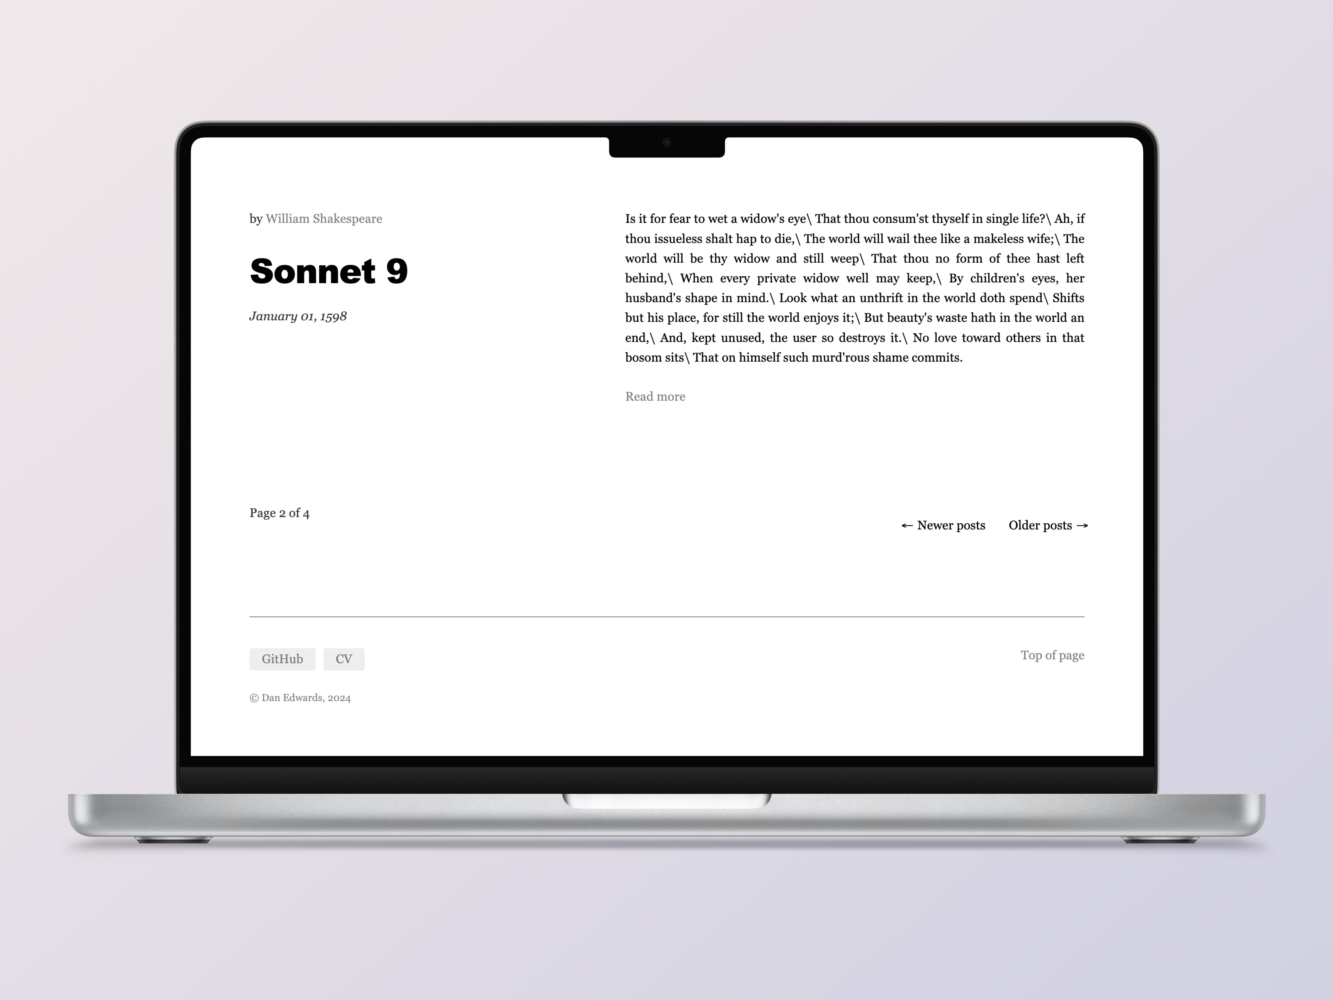 by William Shakespeare
Sonnet 9
January 01, 1598
Is it for fear to wet a widow's eye\ That thou consum'st thyself in single life?\ Ah, if
thou issueless shalt hap to die,\ The world will wail thee like a makeless wife;\ The
world will be thy widow and still weep\ That thou no form of thee hast left
behind,\ When every private widow well may keep,\ By children's eyes, her
husband's shape in mind.\ Look what an unthrift in the world doth spend\ Shifts
but his place, for still the world enjoys it;\ But beauty's waste hath in the world an
end,\ And, kept unused, the user so destroys it.\ No love toward others in that
bosom sits\ That on himself such murd'rous shame commits.
Read more
Page 2 of 4
← Newer posts
Older posts →
GitHub
CV
Top of page
© Dan Edwards, 2024